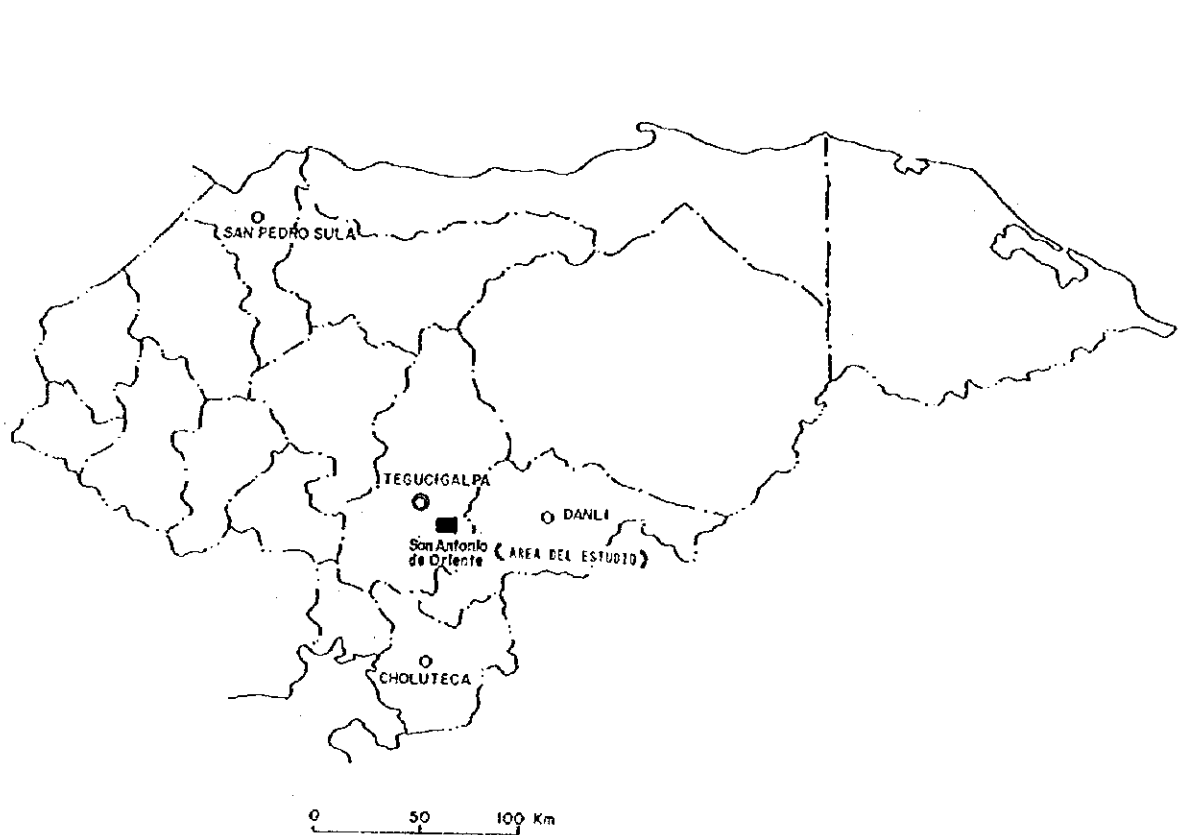 SAN PEDRO SULA
TEGUCIGALPA
DANLI
San Antonio
de Oriente
(AREA DEL ESTUDIO)
CHOLUTECA
0 50 100 Km